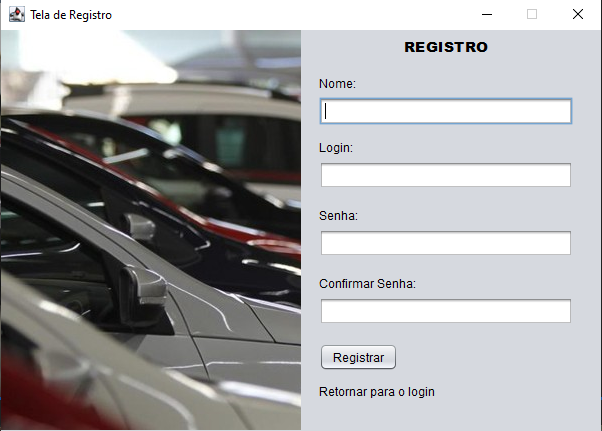 Tela de Registro
REGISTRO
Nome:
Login:
Senha:
Confirmar Senha:
Registrar
Retornar para o login